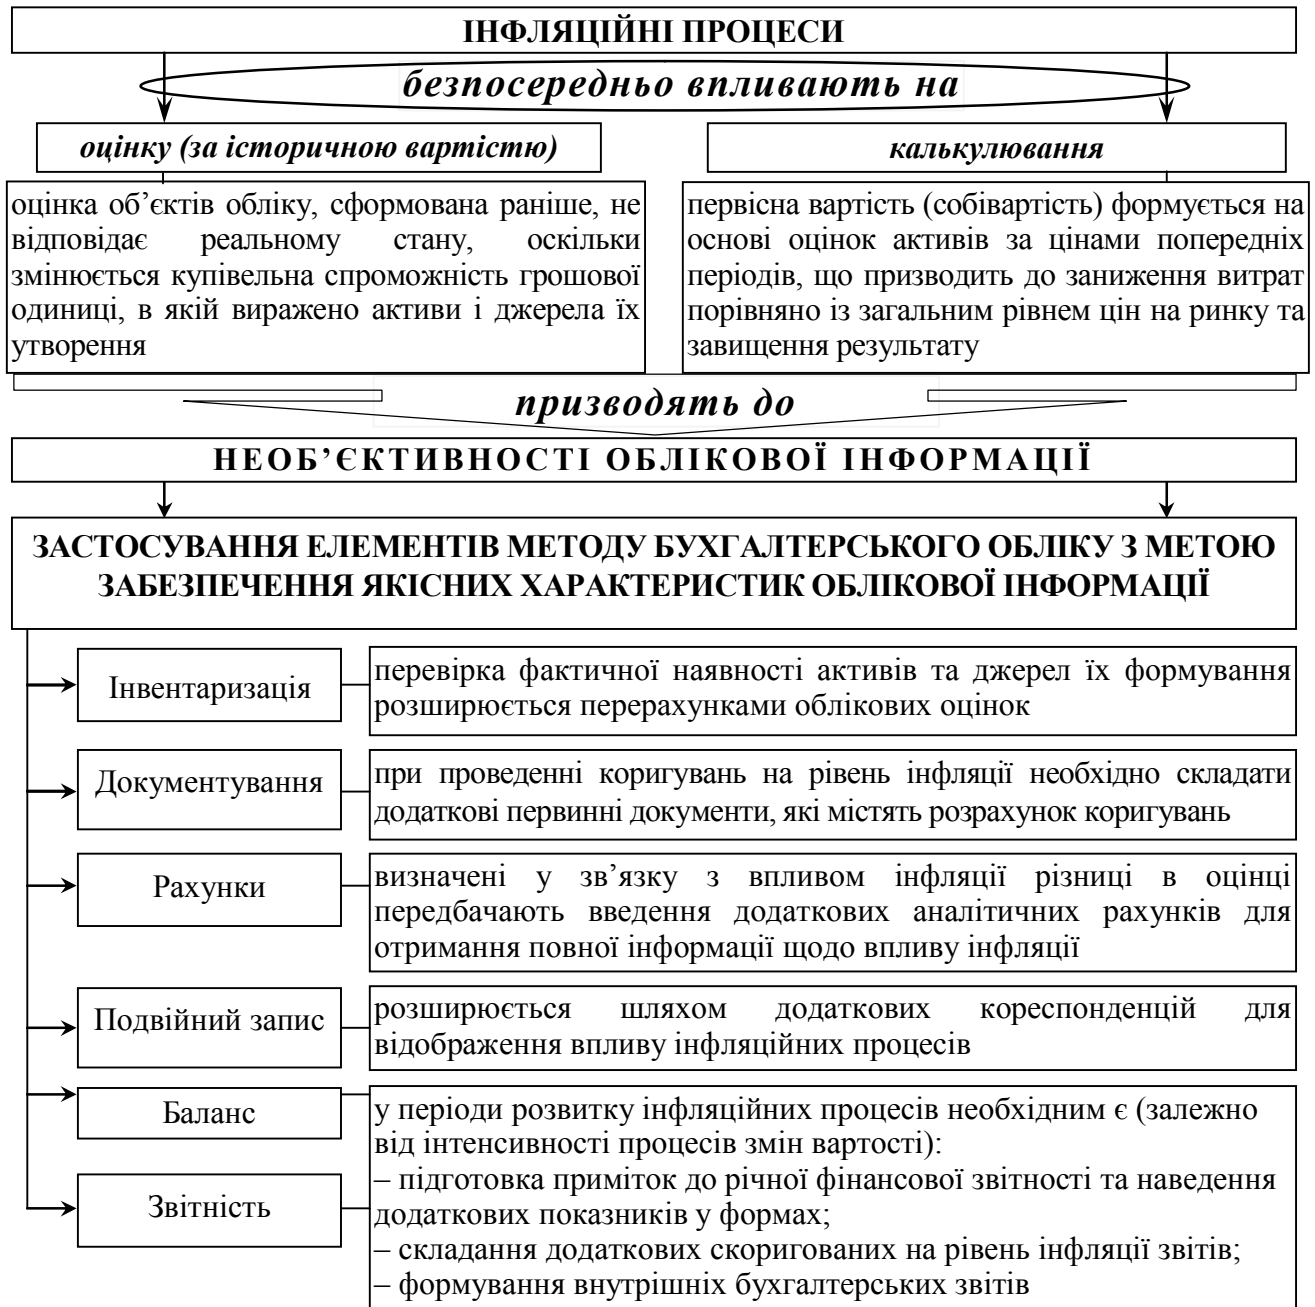 ІНФЛЯЦІЙНІ ПРОЦЕСИ
безпосередньо впливають на
оцінку (за історичною вартістю)
оцінка об’єктів обліку, сформована раніше, не
відповідає реальному стану, оскільки
змінюється купівельна спроможність грошової
одиниці, в якій виражено активи і джерела їх
утворення
калькулювання
первісна вартість (собівартість) формується на
основі оцінок активів за цінами попередніх
періодів, що призводить до заниження витрат
порівняно із загальним рівнем цін на ринку та
завищення результату
призводять до
НЕОБ’ЄКТИВНОСТІ ОБЛІКОВОЇ ІНФОРМАЦІЇ
ЗАСТОСУВАННЯ ЕЛЕМЕНТІВ МЕТОДУ БУХГАЛТЕРСЬКОГО ОБЛІКУ З МЕТОЮ
ЗАБЕЗПЕЧЕННЯ ЯКІСНИХ ХАРАКТЕРИСТИК ОБЛІКОВОЇ ІНФОРМАЦІЇ
Інвентаризація
перевірка фактичної наявності активів та джерел їх формування
розширюється перерахунками облікових оцінок
Документування
при проведенні коригувань на рівень інфляції необхідно складати
додаткові первинні документи, які містять розрахунок коригувань
Рахунки
визначені у зв’язку з впливом інфляції різниці в оцінці
передбачають введення додаткових аналітичних рахунків для
отримання повної інформації щодо впливу інфляції
Подвійний запис
розширюється шляхом додаткових кореспонденцій для
відображення впливу інфляційних процесів
Баланс
Звітність
у періоди розвитку інфляційних процесів необхідним є (залежно
від інтенсивності процесів змін вартості):
– підготовка приміток до річної фінансової звітності та наведення
додаткових показників у формах;
– складання додаткових скоригованих на рівень інфляції звітів;
– формування внутрішніх бухгалтерських звітів